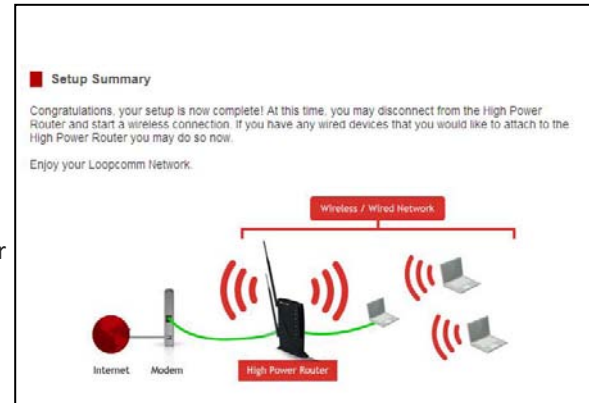 Setup Summary
Congratulations, your setup is now complete! At this time, you may disconnect from the High Power
Router and start a wireless connection. If you have any wired devices that you would like to attach to the
High Power Router you may do so now.
Enjoy your Loopcomm Network.
r
Wireless / Wired Network
Internet Modem High Power Router